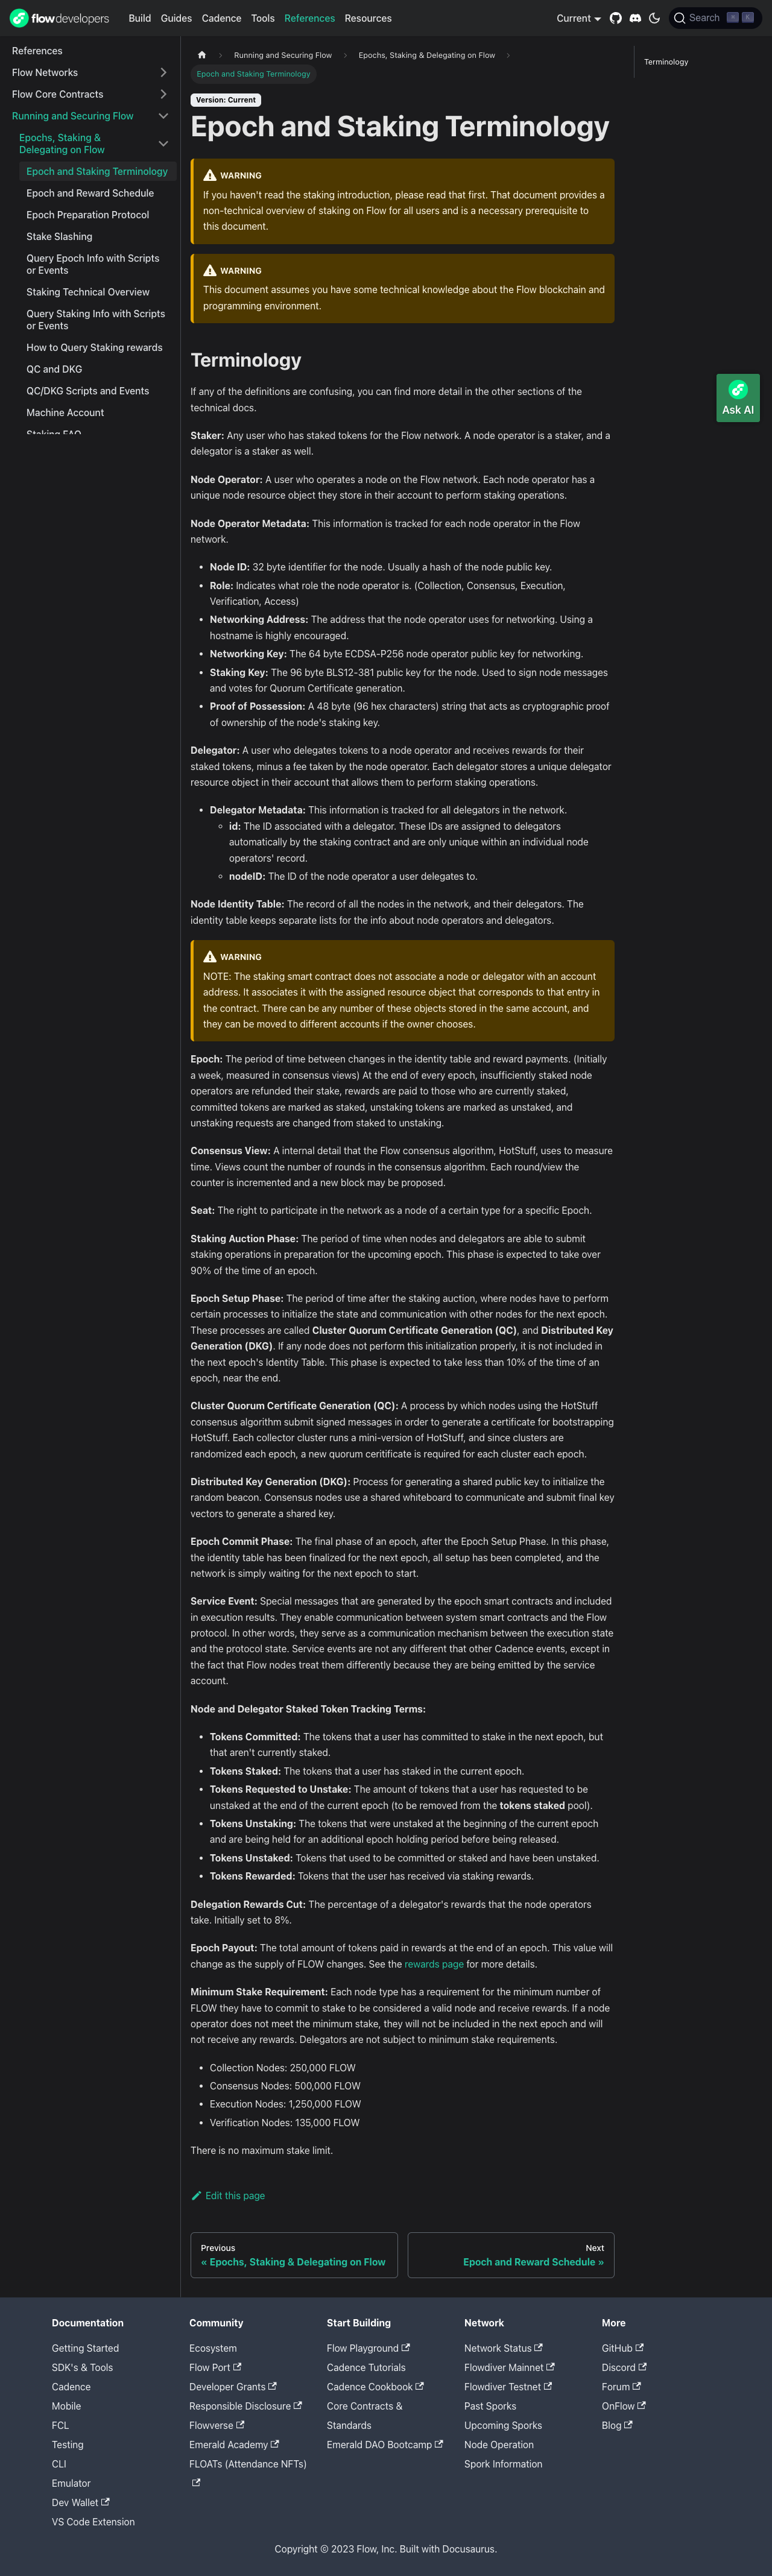 flowdevelopers Build Guides Cadence Tools References Resources Current Search
References
Flow Networks
Flow Core Contracts
Running and Securing Flow
Epochs, Staking &
Delegating on Flow
Epoch and Staking Terminology
Epoch and Reward Schedule
Epoch Preparation Protocol
Stake Slashing
Query Epoch Info with Scripts
or Events
Staking Technical Overview
Query Staking Info with Scripts
or Events
How to Query Staking rewards
QC and DKG
QC/DKG Scripts and Events
Machine Account
Staking FAQ
Running and Securing Flow
Epochs, Staking & Delegating on Flow
Epoch and Staking Terminology
Version: Current
Epoch and Staking Terminology
WARNING
If you haven't read the staking introduction, please read that first. That document provides a
non-technical overview of staking on Flow for all users and is a necessary prerequisite to
this document.
WARNING
This document assumes you have some technical knowledge about the Flow blockchain and
programming environment.
Terminology
If any of the definitions are confusing, you can find more detail in the other sections of the
technical docs.
Staker: Any user who has staked tokens for the Flow network. A node operator is a staker, and a
delegator is a staker as well.
Node Operator: A user who operates a node on the Flow network. Each node operator has a
unique node resource object they store in their account to perform staking operations.
Node Operator Metadata: This information is tracked for each node operator in the Flow
network.
• Node ID: 32 byte identifier for the node. Usually a hash of the node public key.
• Role: Indicates what role the node operator is. (Collection, Consensus, Execution,
Verification, Access)
• Networking Address: The address that the node operator uses for networking. Using a
hostname is highly encouraged.
• Networking Key: The 64 byte ECDSA-P256 node operator public key for networking.
• Staking Key: The 96 byte BLS12-381 public key for the node. Used to sign node messages
and votes for Quorum Certificate generation.
• Proof of Possession: A 48 byte (96 hex characters) string that acts as cryptographic proof
of ownership of the node's staking key.
Delegator: A user who delegates tokens to a node operator and receives rewards for their
staked tokens, minus a fee taken by the node operator. Each delegator stores a unique delegator
resource object in their account that allows them to perform staking operations.
• Delegator Metadata: This information is tracked for all delegators in the network.
◦ id: The ID associated with a delegator. These IDs are assigned to delegators
automatically by the staking contract and are only unique within an individual node
operators' record.
◦ nodeID: The ID of the node operator a user delegates to.
Node Identity Table: The record of all the nodes in the network, and their delegators. The
identity table keeps separate lists for the info about node operators and delegators.
WARNING
NOTE: The staking smart contract does not associate a node or delegator with an account
address. It associates it with the assigned resource object that corresponds to that entry in
the contract. There can be any number of these objects stored in the same account, and
they can be moved to different accounts if the owner chooses.
Epoch: The period of time between changes in the identity table and reward payments. (Initially
a week, measured in consensus views) At the end of every epoch, insufficiently staked node
operators are refunded their stake, rewards are paid to those who are currently staked,
committed tokens are marked as staked, unstaking tokens are marked as unstaked, and
unstaking requests are changed from staked to unstaking.
Consensus View: A internal detail that the Flow consensus algorithm, HotStuff, uses to measure
time. Views count the number of rounds in the consensus algorithm. Each round/view the
counter is incremented and a new block may be proposed.
Seat: The right to participate in the network as a node of a certain type for a specific Epoch.
Staking Auction Phase: The period of time when nodes and delegators are able to submit
staking operations in preparation for the upcoming epoch. This phase is expected to take over
90% of the time of an epoch.
Epoch Setup Phase: The period of time after the staking auction, where nodes have to perform
certain processes to initialize the state and communication with other nodes for the next epoch.
These processes are called Cluster Quorum Certificate Generation (QC), and Distributed Key
Generation (DKG). If any node does not perform this initialization properly, it is not included in
the next epoch's Identity Table. This phase is expected to take less than 10% of the time of an
epoch, near the end.
Cluster Quorum Certificate Generation (QC): A process by which nodes using the HotStuff
consensus algorithm submit signed messages in order to generate a certificate for bootstrapping
HotStuff. Each collector cluster runs a mini-version of HotStuff, and since clusters are
randomized each epoch, a new quorum ceritificate is required for each cluster each epoch.
Distributed Key Generation (DKG): Process for generating a shared public key to initialize the
random beacon. Consensus nodes use a shared whiteboard to communicate and submit final key
vectors to generate a shared key.
Epoch Commit Phase: The final phase of an epoch, after the Epoch Setup Phase. In this phase,
the identity table has been finalized for the next epoch, all setup has been completed, and the
network is simply waiting for the next epoch to start.
Service Event: Special messages that are generated by the epoch smart contracts and included
in execution results. They enable communication between system smart contracts and the Flow
protocol. In other words, they serve as a communication mechanism between the execution state
and the protocol state. Service events are not any different that other Cadence events, except in
the fact that Flow nodes treat them differently because they are being emitted by the service
account.
Node and Delegator Staked Token Tracking Terms:
• Tokens Committed: The tokens that a user has committed to stake in the next epoch, but
that aren't currently staked.
• Tokens Staked: The tokens that a user has staked in the current epoch.
• Tokens Requested to Unstake: The amount of tokens that a user has requested to be
unstaked at the end of the current epoch (to be removed from the tokens staked pool).
• Tokens Unstaking: The tokens that were unstaked at the beginning of the current epoch
and are being held for an additional epoch holding period before being released.
• Tokens Unstaked: Tokens that used to be committed or staked and have been unstaked.
• Tokens Rewarded: Tokens that the user has received via staking rewards.
Delegation Rewards Cut: The percentage of a delegator's rewards that the node operators
take. Initially set to 8%.
Epoch Payout: The total amount of tokens paid in rewards at the end of an epoch. This value will
change as the supply of FLOW changes. See the rewards page for more details.
Minimum Stake Requirement: Each node type has a requirement for the minimum number of
FLOW they have to commit to stake to be considered a valid node and receive rewards. If a node
operator does not meet the minimum stake, they will not be included in the next epoch and will
not receive any rewards. Delegators are not subject to minimum stake requirements.
• Collection Nodes: 250,000 FLOW
• Consensus Nodes: 500,000 FLOW
• Execution Nodes: 1,250,000 FLOW
• Verification Nodes: 135,000 FLOW
There is no maximum stake limit.
Edit this page
Previous
« Epochs, Staking & Delegating on Flow
Next
Epoch and Reward Schedule »
Terminology
Ask AI
Documentation
Getting Started
SDK's & Tools
Cadence
Mobile
FCL
Testing
CLI
Emulator
Dev Wallet
VS Code Extension
Community
Ecosystem
Flow Port
Developer Grants
Responsible Disclosure
Flowverse
Emerald Academy
FLOATs (Attendance NFTs)
Start Building
Flow Playground
Cadence Tutorials
Cadence Cookbook
Core Contracts &
Standards
Emerald DAO Bootcamp
Network
Network Status
Flowdiver Mainnet
Flowdiver Testnet
Past Sporks
Upcoming Sporks
Node Operation
Spork Information
More
GitHub
Discord
Forum
OnFlow
Blog
Copyright © 2023 Flow, Inc. Built with Docusaurus.